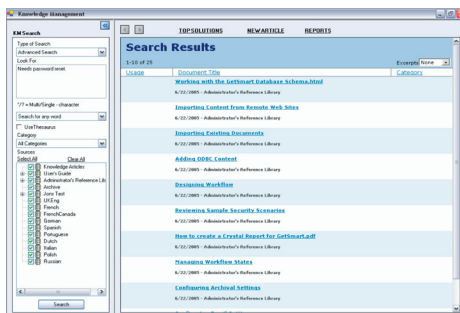 Knowledge Management
KM Search
Type of Search
Advanced Search
Look For
Needs password reset.
*/? = Multi/Single - character
Search for any word
UseThesaurus
Category
All Categories
Sources
Select All Clear All
Knowledge Articles
User's Guide
Administrator's Reference Lib
Archive
Jons Test
UKEng
French
FrenchCanada
German
Spanish
Portuguese
Dutch
Italian
Polish
Russian
Search
TOP SOLUTIONS NEW ARTICLE REPORTS
Search Results
1-10 of 25
Excerpts None
Usage Document Title Category
Working with the GetSmart Database Schema.html
6/22/2005 - Administrator's Reference Library
Importing Content from Remote Web Sites
6/22/2005 - Administrator's Reference Library
Importing Existing Documents
6/22/2005 - Administrator's Reference Library
Adding ODBC Content
6/22/2005 - Administrator's Reference Library
Designing Workflow
6/22/2005 - Administrator's Reference Library
Reviewing Sample Security Scenarios
6/22/2005 - Administrator's Reference Library
How to create a Crystal Report for GetSmart.pdf
6/22/2005 - Administrator's Reference Library
Managing Workflow States
6/22/2005 - Administrator's Reference Library
Configuring Archival Settings
6/22/2005 - Administrator's Reference Library